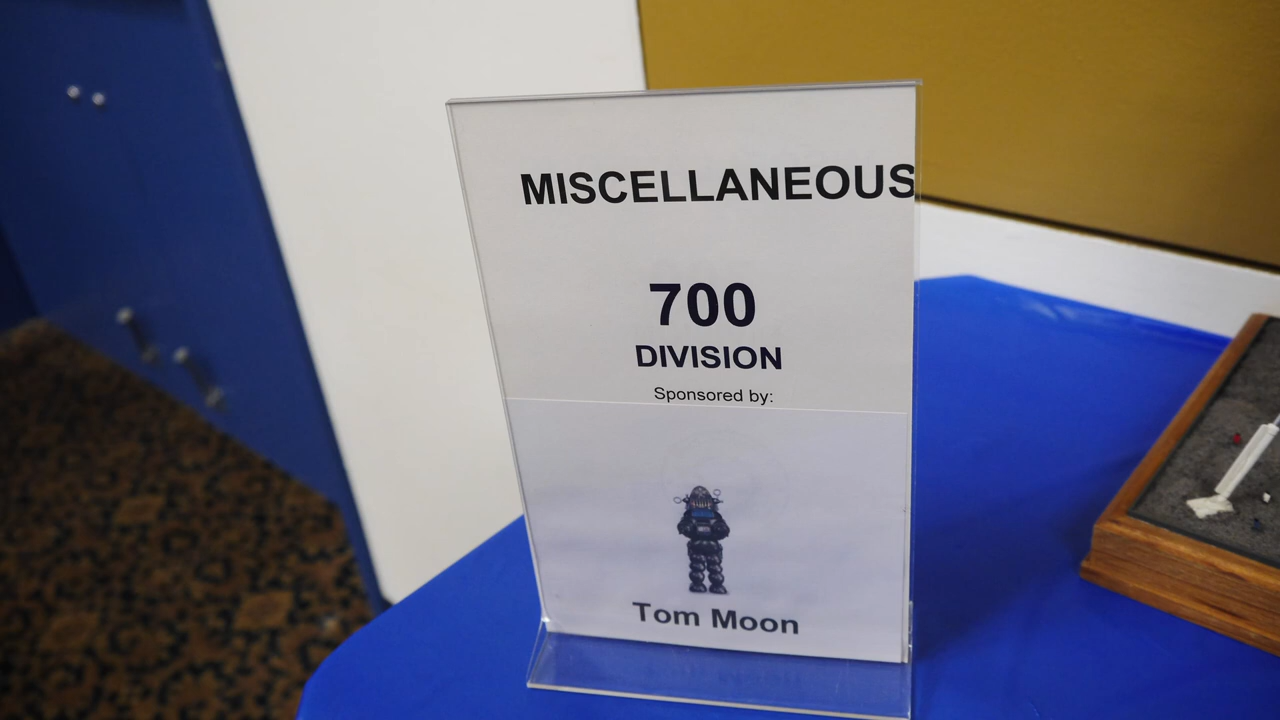 MISCELLANEOUS
700
DIVISION
Sponsored by:
Tom Moon